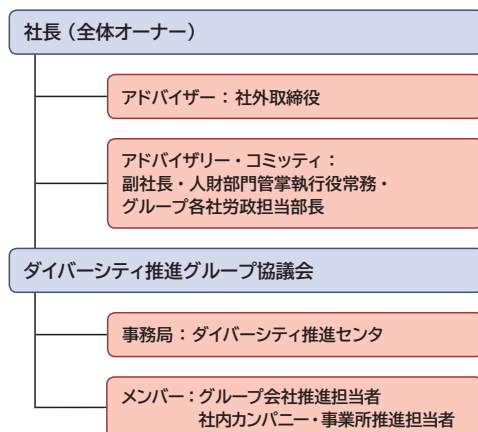 社長（全体オーナー）
アドバイザー：社外取締役
アドバイザリー・コミッティ：
副社長・人財部門管掌執行役常務・
グループ各社労政担当部長
ダイバーシティ推進グループ協議会
事務局：ダイバーシティ推進センタ
メンバー：グループ会社推進担当者
社内カンパニー・事業所推進担当者